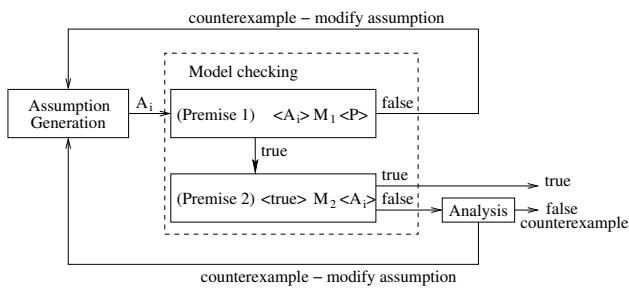 counterexample – modify assumption
Model checking
Assumption
Generation
A_i
(Premise 1) <A_i> M_1 <P>
false
true
(Premise 2) <true> M_2 <A_i>
true
false
true
Analysis
false
counterexample
counterexample – modify assumption